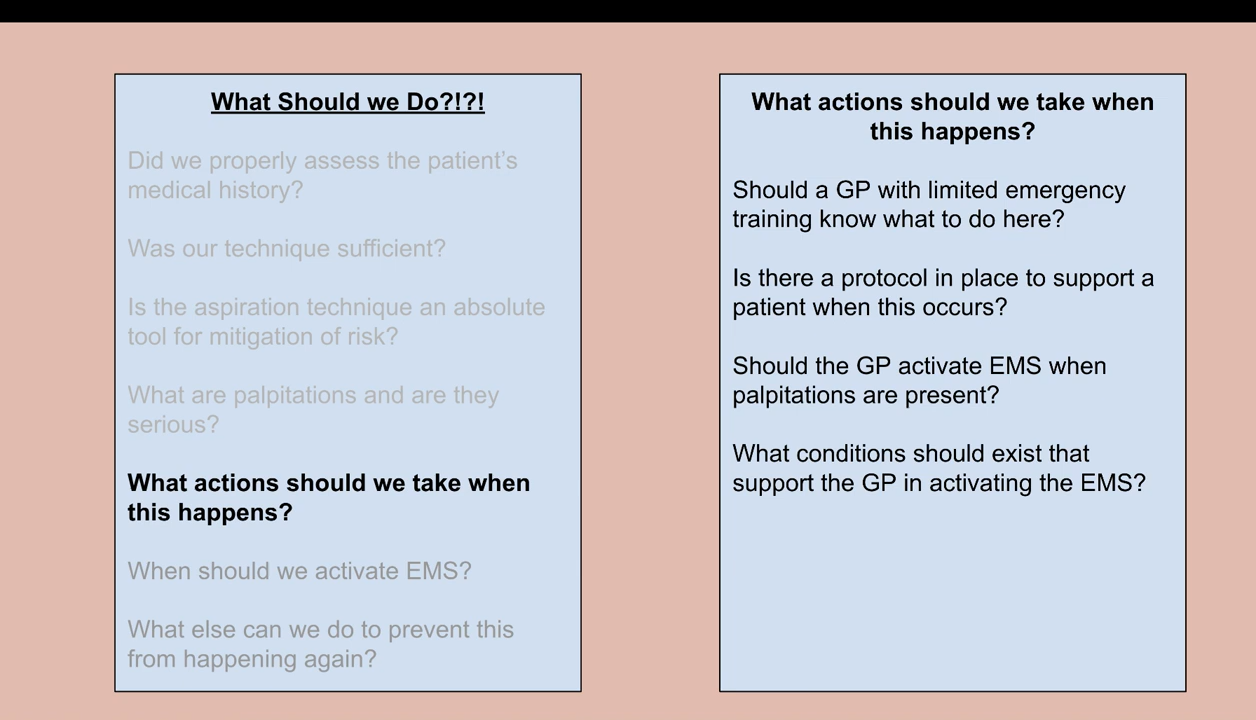 What Should we Do?!?!
Did we properly assess the patient's
medical history?
Was our technique sufficient?
Is the aspiration technique an absolute
tool for mitigation of risk?
What are palpitations and are they
serious?
What actions should we take when
this happens?
When should we activate EMS?
What else can we do to prevent this
from happening again?
What actions should we take when
this happens?
Should a GP with limited emergency
training know what to do here?
Is there a protocol in place to support a
patient when this occurs?
Should the GP activate EMS when
palpitations are present?
What conditions should exist that
support the GP in activating the EMS?